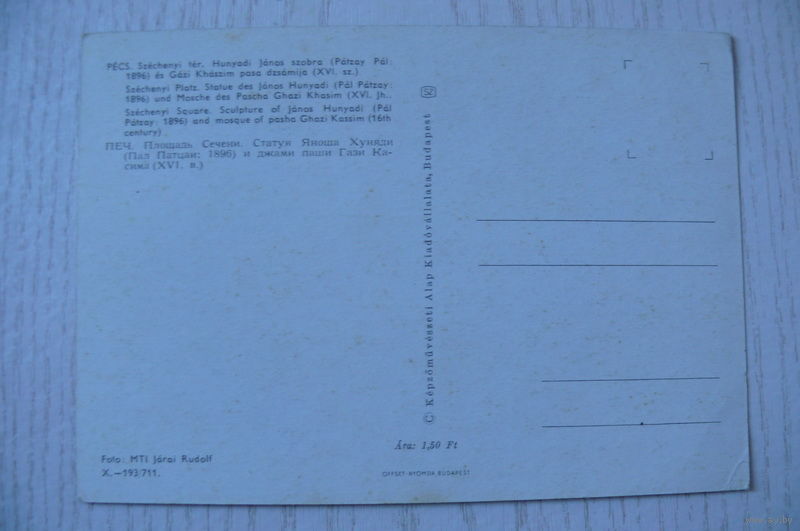 PÉCS. Széchenyi tér. Hunyadi János szobra (Pátzay Pál:
1896) és Gázi Khászim pasa dzsámija (XVI. sz.)
Széchenyi Platz. Statue des János Hunyadi (Pál Pátzay:
1896) und Mosche des Pascha Ghazi Khasim (XVI. Jh..
Széchenyi Square. Sculpture of János Hunyadi (Pál
Pátzay: 1896) and mosque of pasha Ghazi Kassim (16th
century).
ПЕЧ. Площадь Сечени. Статуя Яноша Хуняди
(Пал Патцаи: 1896) и джами паши Гази Ка-
сима (XVI. в.)
Foto: MTI Járai Rudolf
X.—193/711.
© Képzőművészeti Alap Kiadóvállalata, Budapest
Ára: 1,50 Ft
OFFSET-NYOMDA BUDAPEST